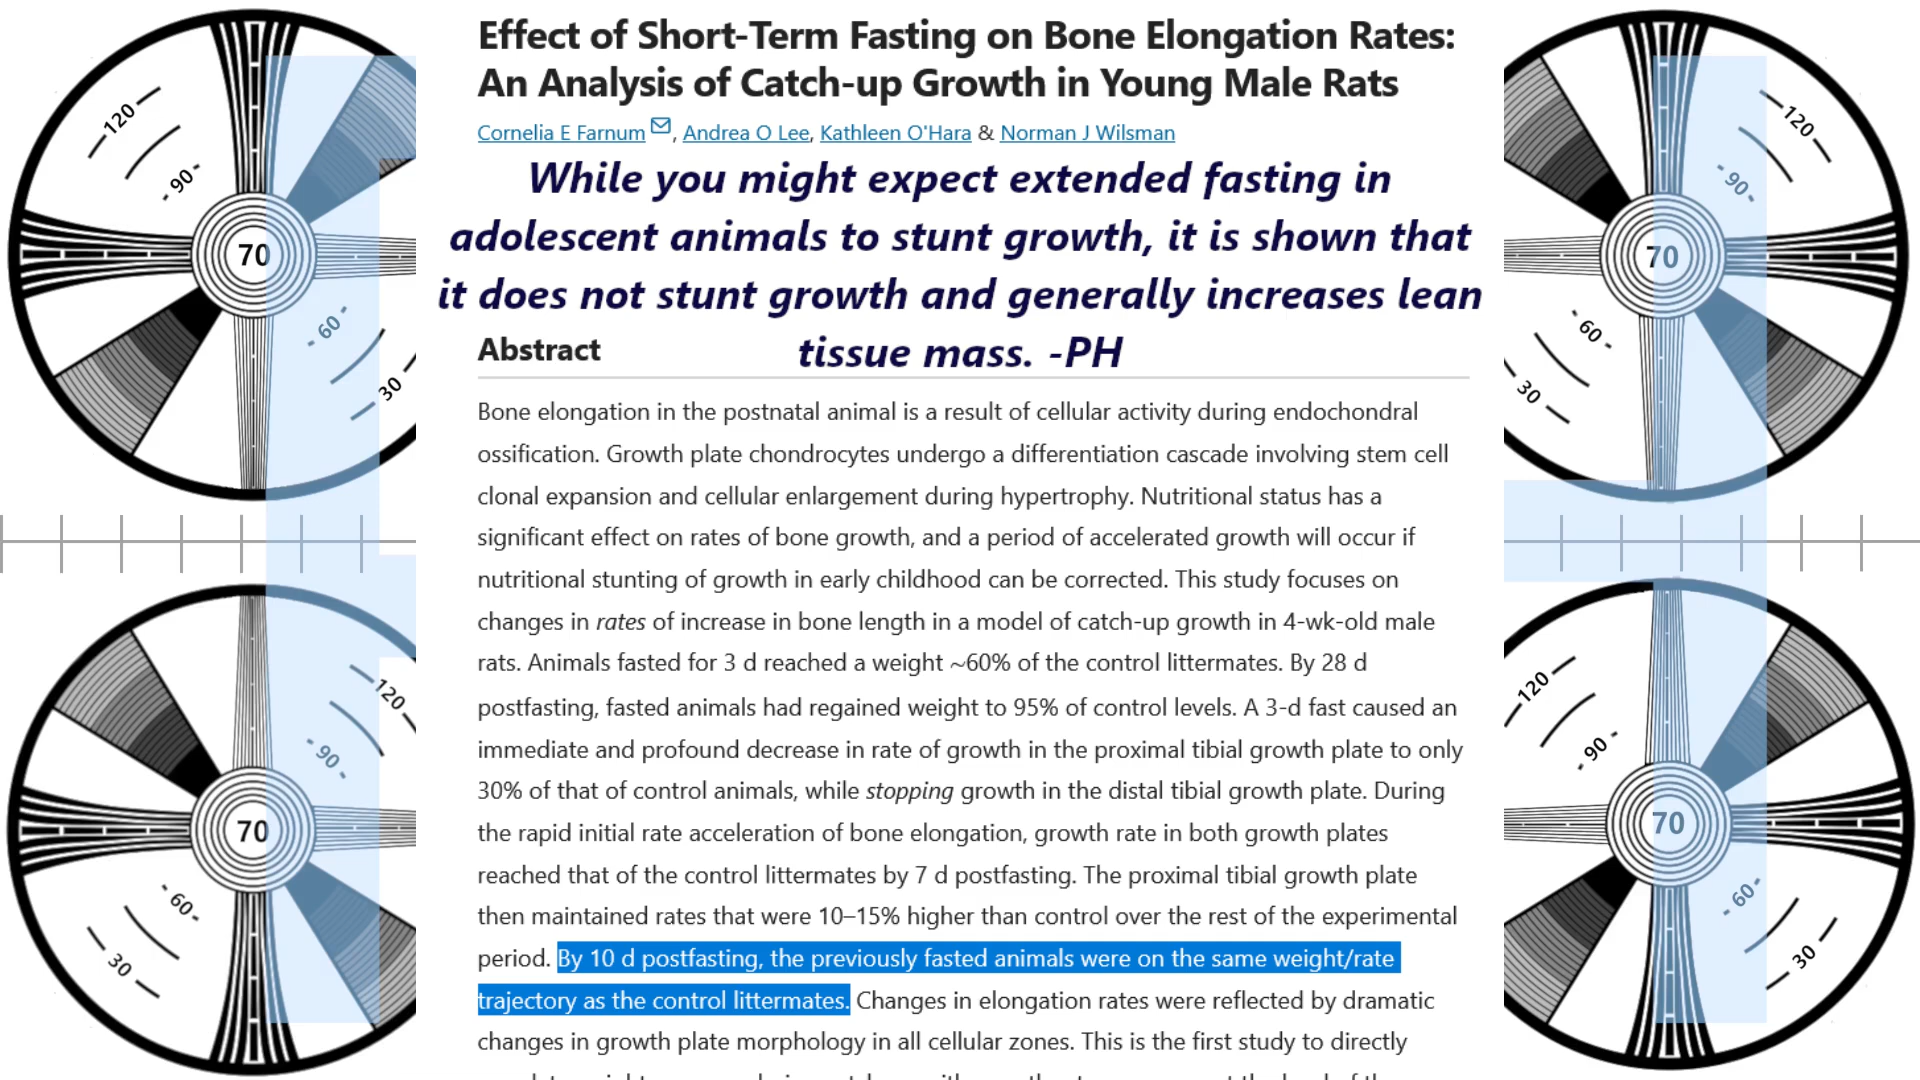 Effect of Short-Term Fasting on Bone Elongation Rates:
An Analysis of Catch-up Growth in Young Male Rats
Cornelia E Farnum, Andrea O Lee, Kathleen O'Hara & Norman J Wilsman
While you might expect extended fasting in
adolescent animals to stunt growth, it is shown that
it does not stunt growth and generally increases lean
tissue mass. -PH
Abstract
Bone elongation in the postnatal animal is a result of cellular activity during endochondral
ossification. Growth plate chondrocytes undergo a differentiation cascade involving stem cell
clonal expansion and cellular enlargement during hypertrophy. Nutritional status has a
significant effect on rates of bone growth, and a period of accelerated growth will occur if
nutritional stunting of growth in early childhood can be corrected. This study focuses on
changes in rates of increase in bone length in a model of catch-up growth in 4-wk-old male
rats. Animals fasted for 3 d reached a weight ~60% of the control littermates. By 28 d
postfasting, fasted animals had regained weight to 95% of control levels. A 3-d fast caused an
immediate and profound decrease in rate of growth in the proximal tibial growth plate to only
30% of that of control animals, while stopping growth in the distal tibial growth plate. During
the rapid initial rate acceleration of bone elongation, growth rate in both growth plates
reached that of the control littermates by 7 d postfasting. The proximal tibial growth plate
then maintained rates that were 10–15% higher than control over the rest of the experimental
period. By 10 d postfasting, the previously fasted animals were on the same weight/rate
trajectory as the control littermates. Changes in elongation rates were reflected by dramatic
changes in growth plate morphology in all cellular zones. This is the first study to directly
120
- 90 -
70
- 60 -
30
120
- 90 -
70
- 60 -
30
120
- 90 -
70
- 60 -
30
120
- 90 -
70
- 60 -
30